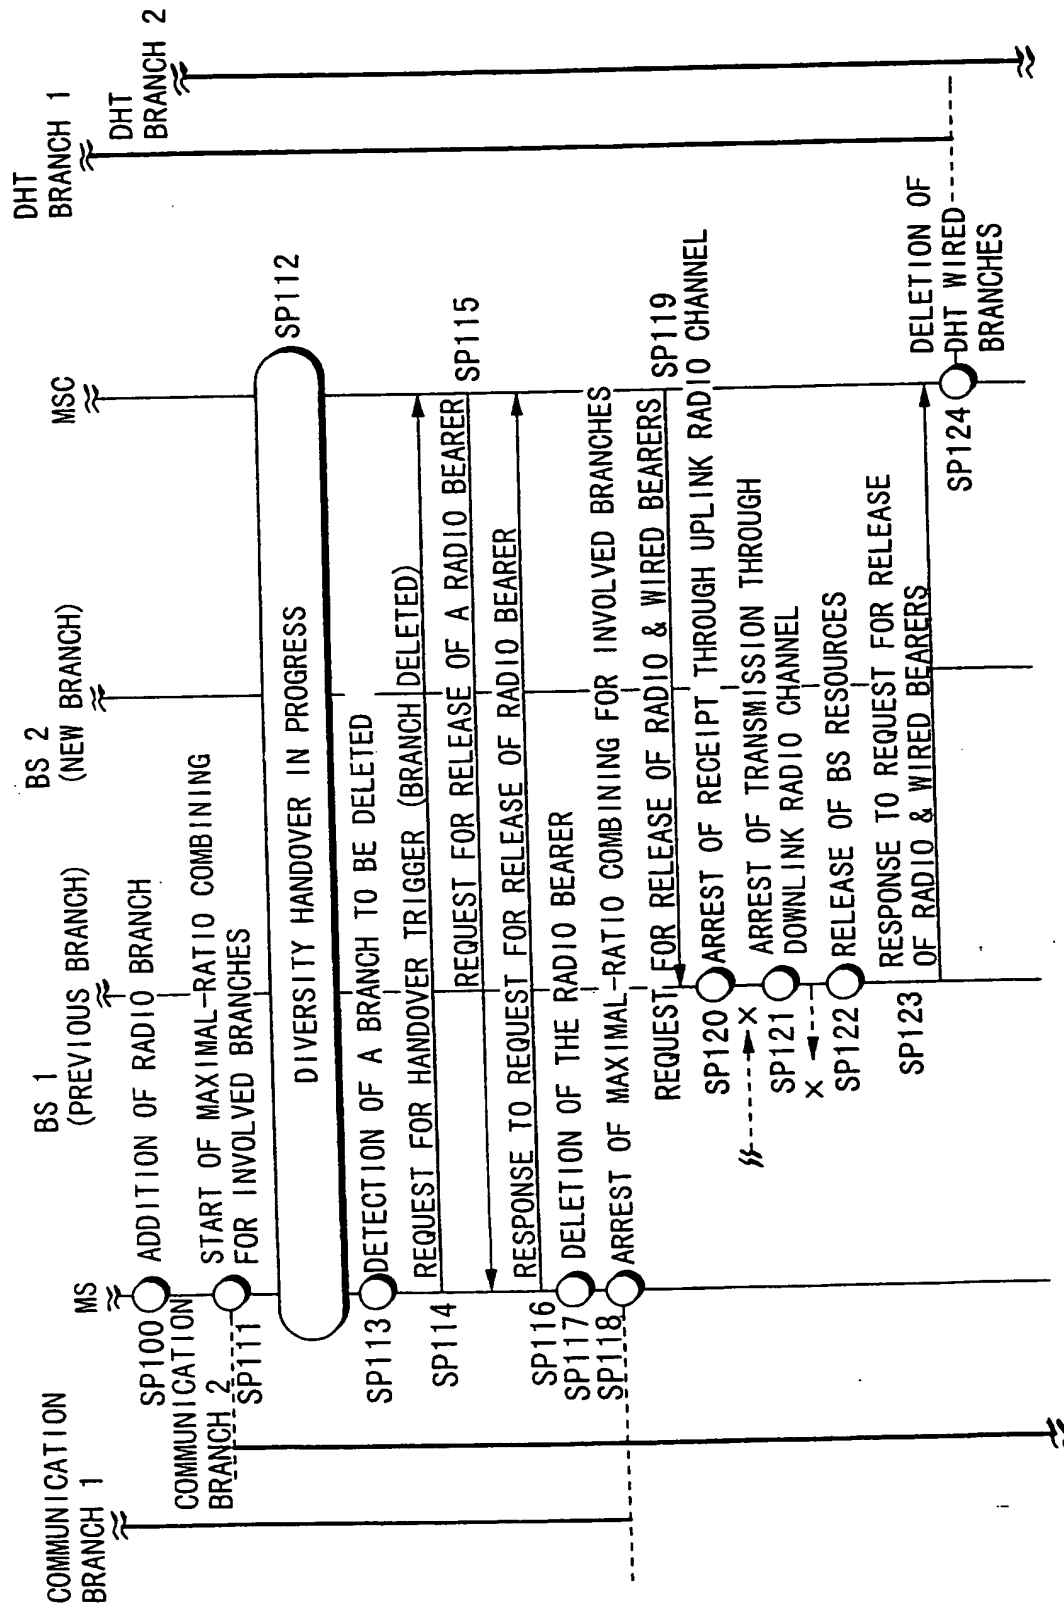 COMMUNICATION
BRANCH 1
MS
BS 1
(PREVIOUS BRANCH)
BS 2
(NEW BRANCH)
MSC
DHT
BRANCH 1
DHT
BRANCH 2
SP100
ADDITION OF RADIO BRANCH
COMMUNICATION
BRANCH 2
SP111
START OF MAXIMAL-RATIO COMBINING
FOR INVOLVED BRANCHES
DIVERSITY HANDOVER IN PROGRESS
SP112
SP113
DETECTION OF A BRANCH TO BE DELETED
REQUEST FOR HANDOVER TRIGGER (BRANCH DELETED)
SP114
REQUEST FOR RELEASE OF A RADIO BEARER
SP115
RESPONSE TO REQUEST FOR RELEASE OF RADIO BEARER
SP116
SP117
DELETION OF THE RADIO BEARER
SP118
ARREST OF MAXIMAL-RATIO COMBINING FOR INVOLVED BRANCHES
REQUEST FOR RELEASE OF RADIO & WIRED BEARERS
SP119
SP120
ARREST OF RECEIPT THROUGH UPLINK RADIO CHANNEL
X
SP121
ARREST OF TRANSMISSION THROUGH
DOWNLINK RADIO CHANNEL
X
SP122
RELEASE OF BS RESOURCES
SP123
RESPONSE TO REQUEST FOR RELEASE
OF RADIO & WIRED BEARERS
SP124
DELETION OF
DHT WIRED
BRANCHES